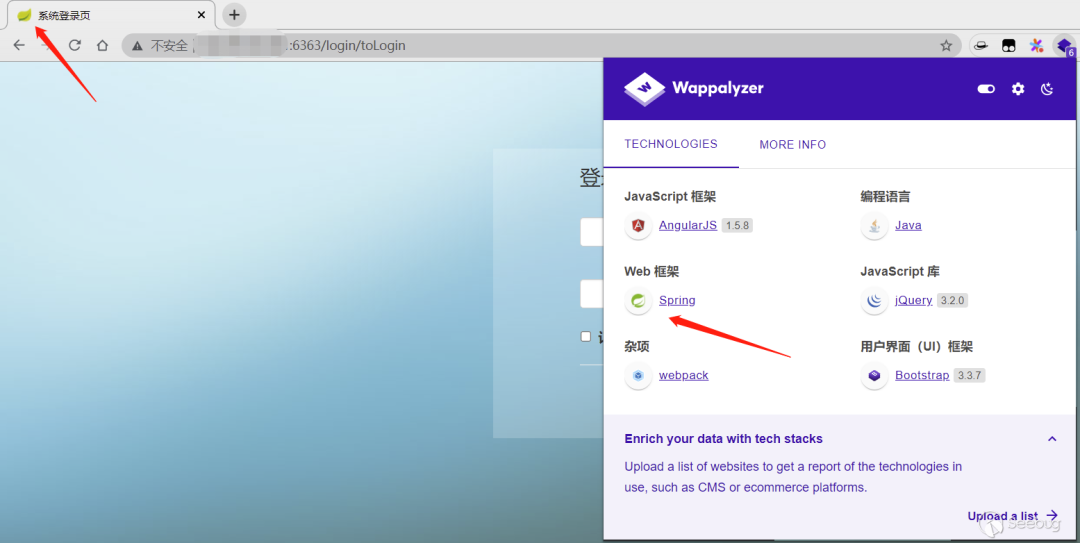 系统登录页
不安全 :6363/login/toLogin
6
Wappalyzer
TECHNOLOGIES MORE INFO
登
JavaScript 框架 编程语言
AngularJS 1.5.8 Java
Web 框架 JavaScript 库
Spring jQuery 3.2.0
杂项 用户界面（UI）框架
webpack Bootstrap 3.3.7
Enrich your data with tech stacks
Upload a list of websites to get a report of the technologies in
use, such as CMS or ecommerce platforms.
Upload a list
Seebug